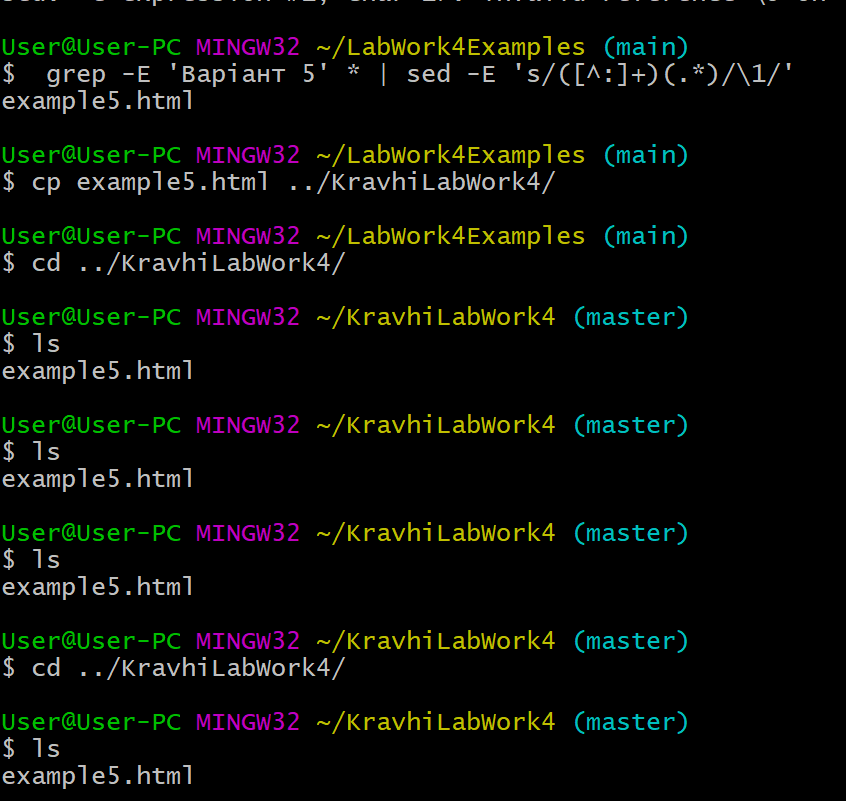 User@User-PC MINGW32 ~/LabWork4Examples (main)
$  grep -E 'Варіант 5' * | sed -E 's/([^:]+)(.*)/\1/'
example5.html
User@User-PC MINGW32 ~/LabWork4Examples (main)
$ cp example5.html ../KravhiLabWork4/
User@User-PC MINGW32 ~/LabWork4Examples (main)
$ cd ../KravhiLabWork4/
User@User-PC MINGW32 ~/KravhiLabWork4 (master)
$ ls
example5.html
User@User-PC MINGW32 ~/KravhiLabWork4 (master)
$ ls
example5.html
User@User-PC MINGW32 ~/KravhiLabWork4 (master)
$ ls
example5.html
User@User-PC MINGW32 ~/KravhiLabWork4 (master)
$ cd ../KravhiLabWork4/
User@User-PC MINGW32 ~/KravhiLabWork4 (master)
$ ls
example5.html